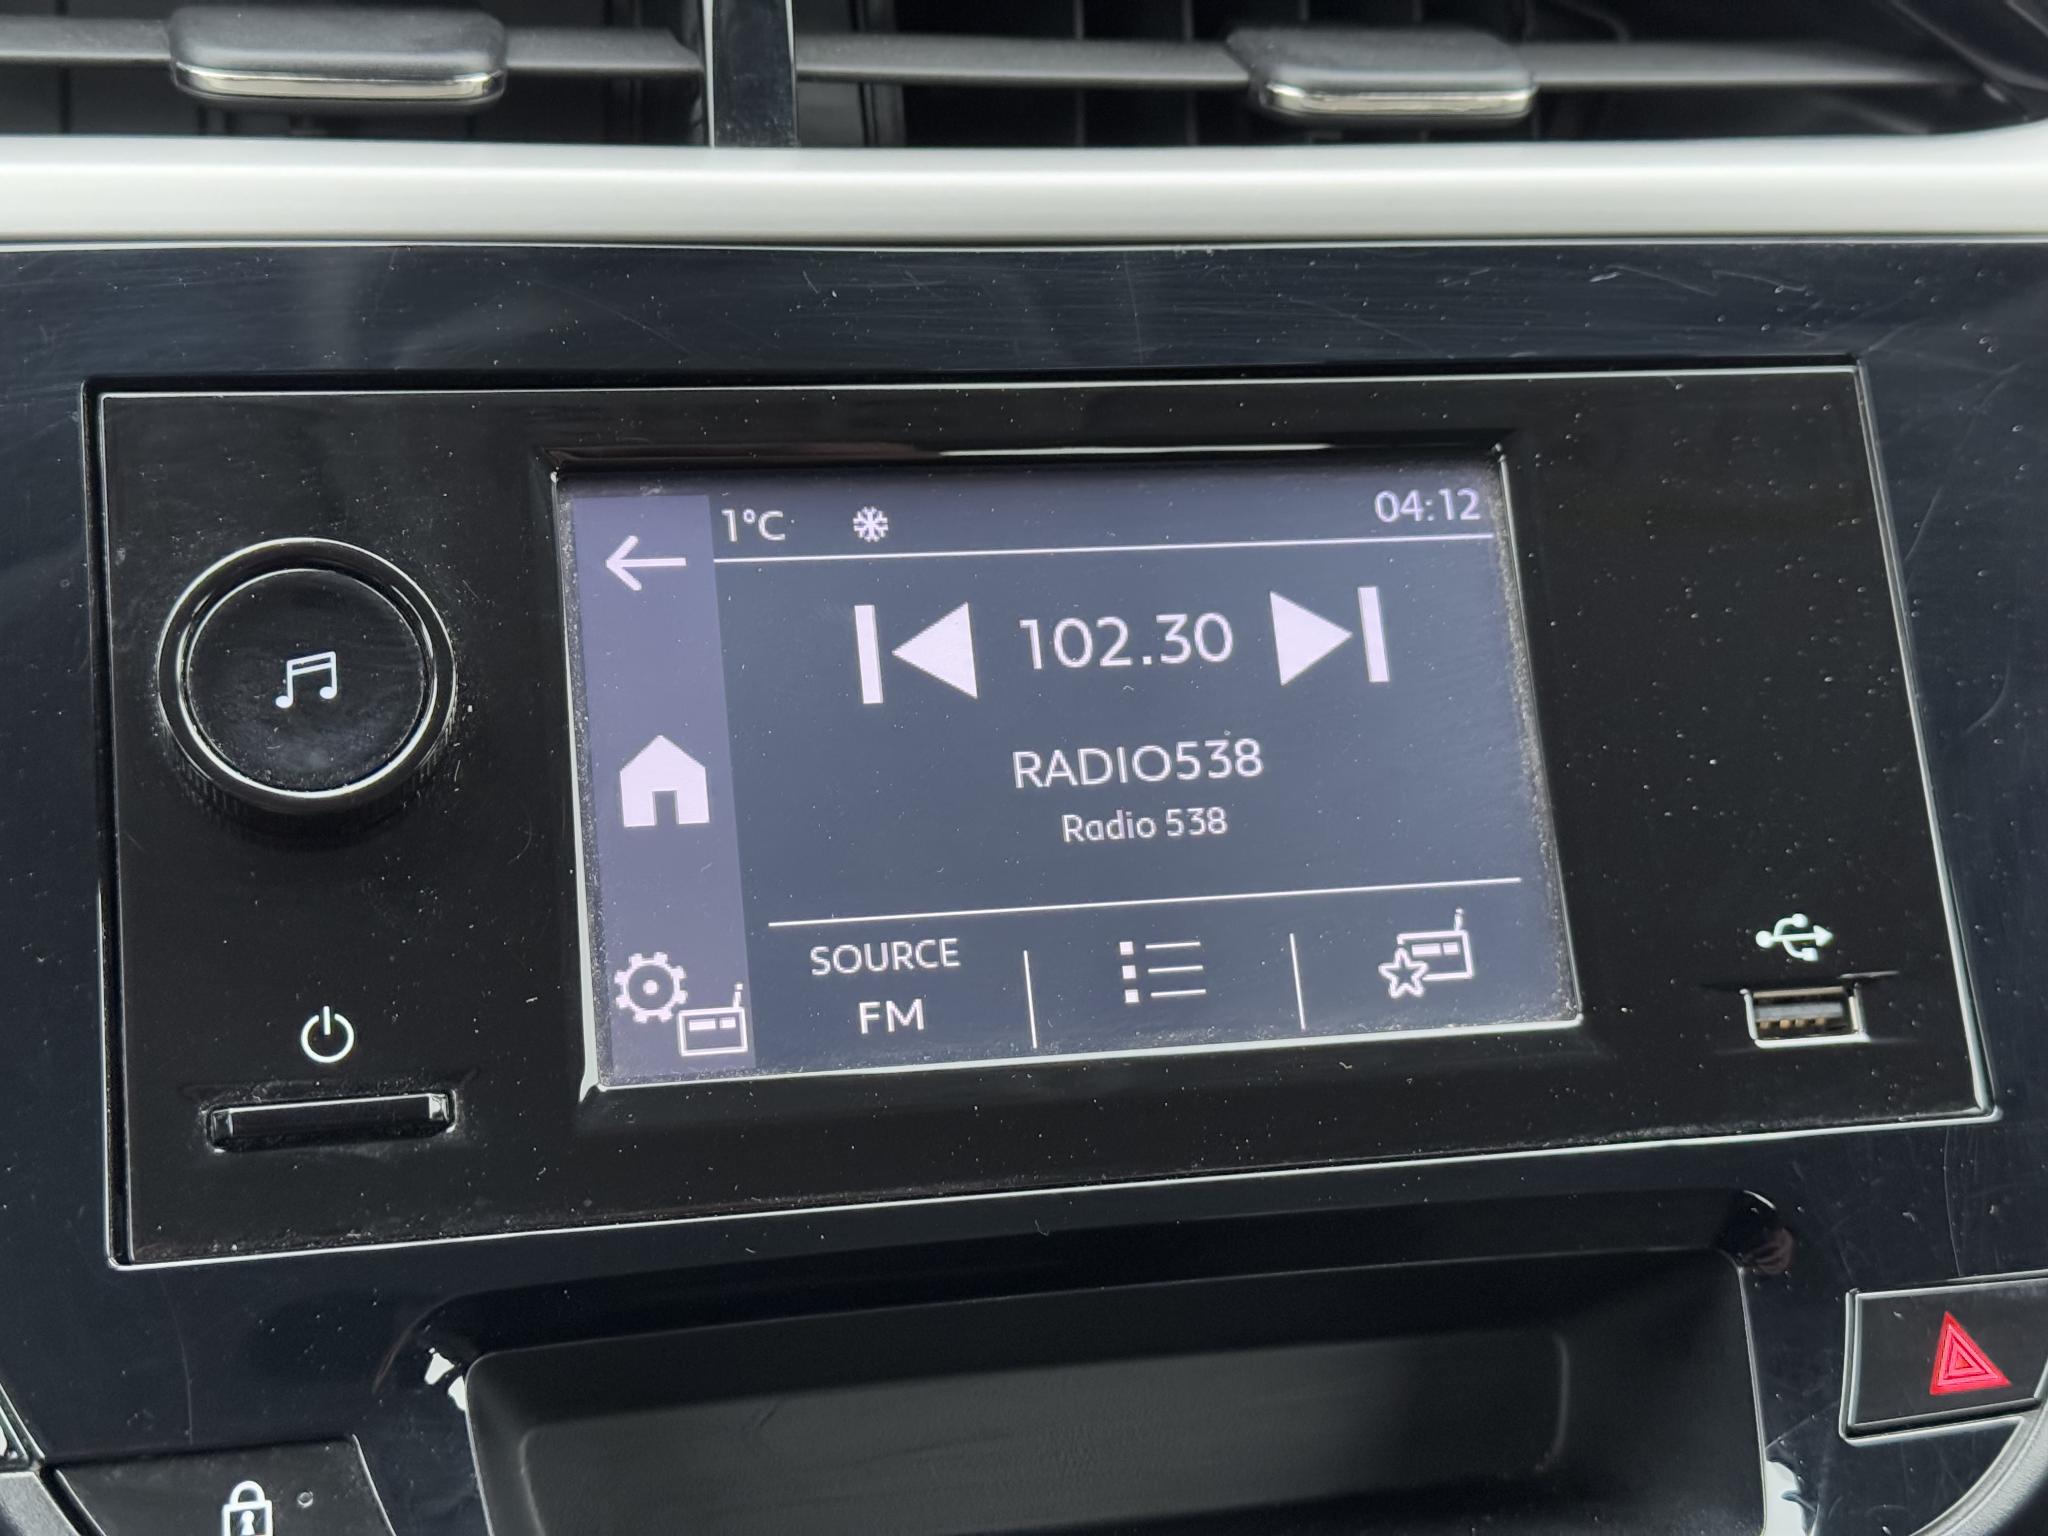 1°C
04:12
102.30
RADIO538
Radio 538
SOURCE
FM